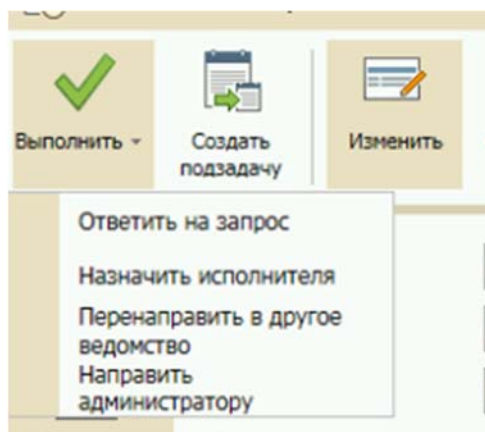 Выполнить
Создать
подзадачу
Изменить
Ответить на запрос
Назначить исполнителя
Перенаправить в другое
ведомство
Направить
администратору